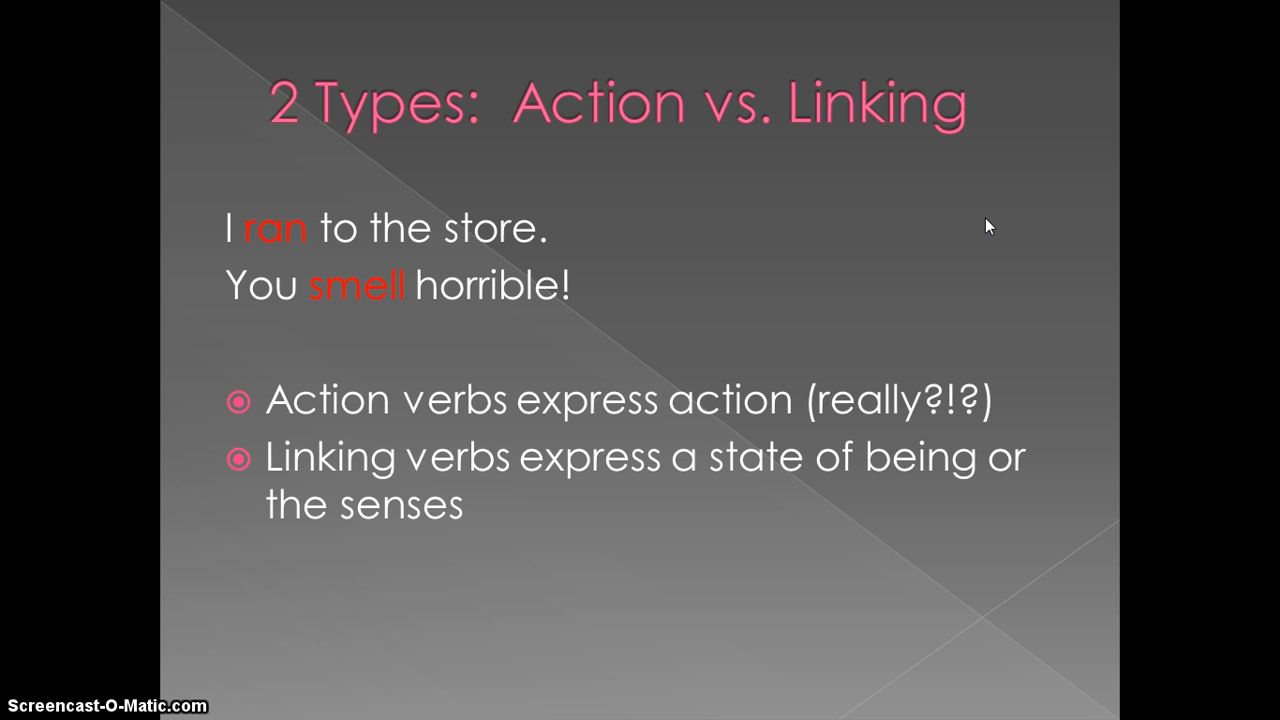 2 Types: Action vs. Linking
I ran to the store.
You smell horrible!
Action verbs express action (really?!?)
Linking verbs express a state of being or
the senses
Screencast-O-Matic.com